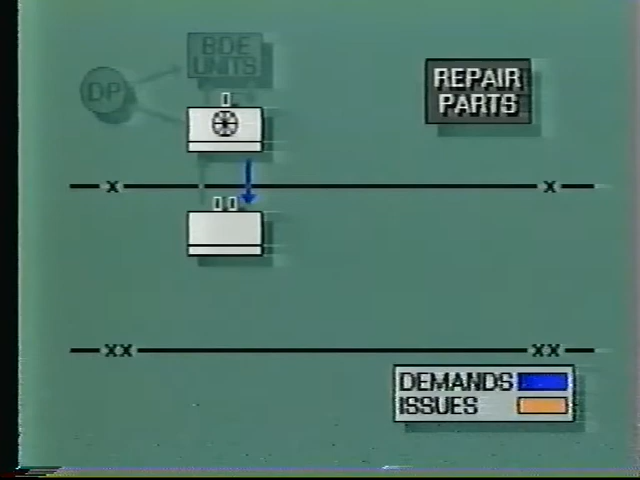 BDE
UNITS
DP
REPAIR
PARTS
X X
XX XX
DEMANDS
ISSUES